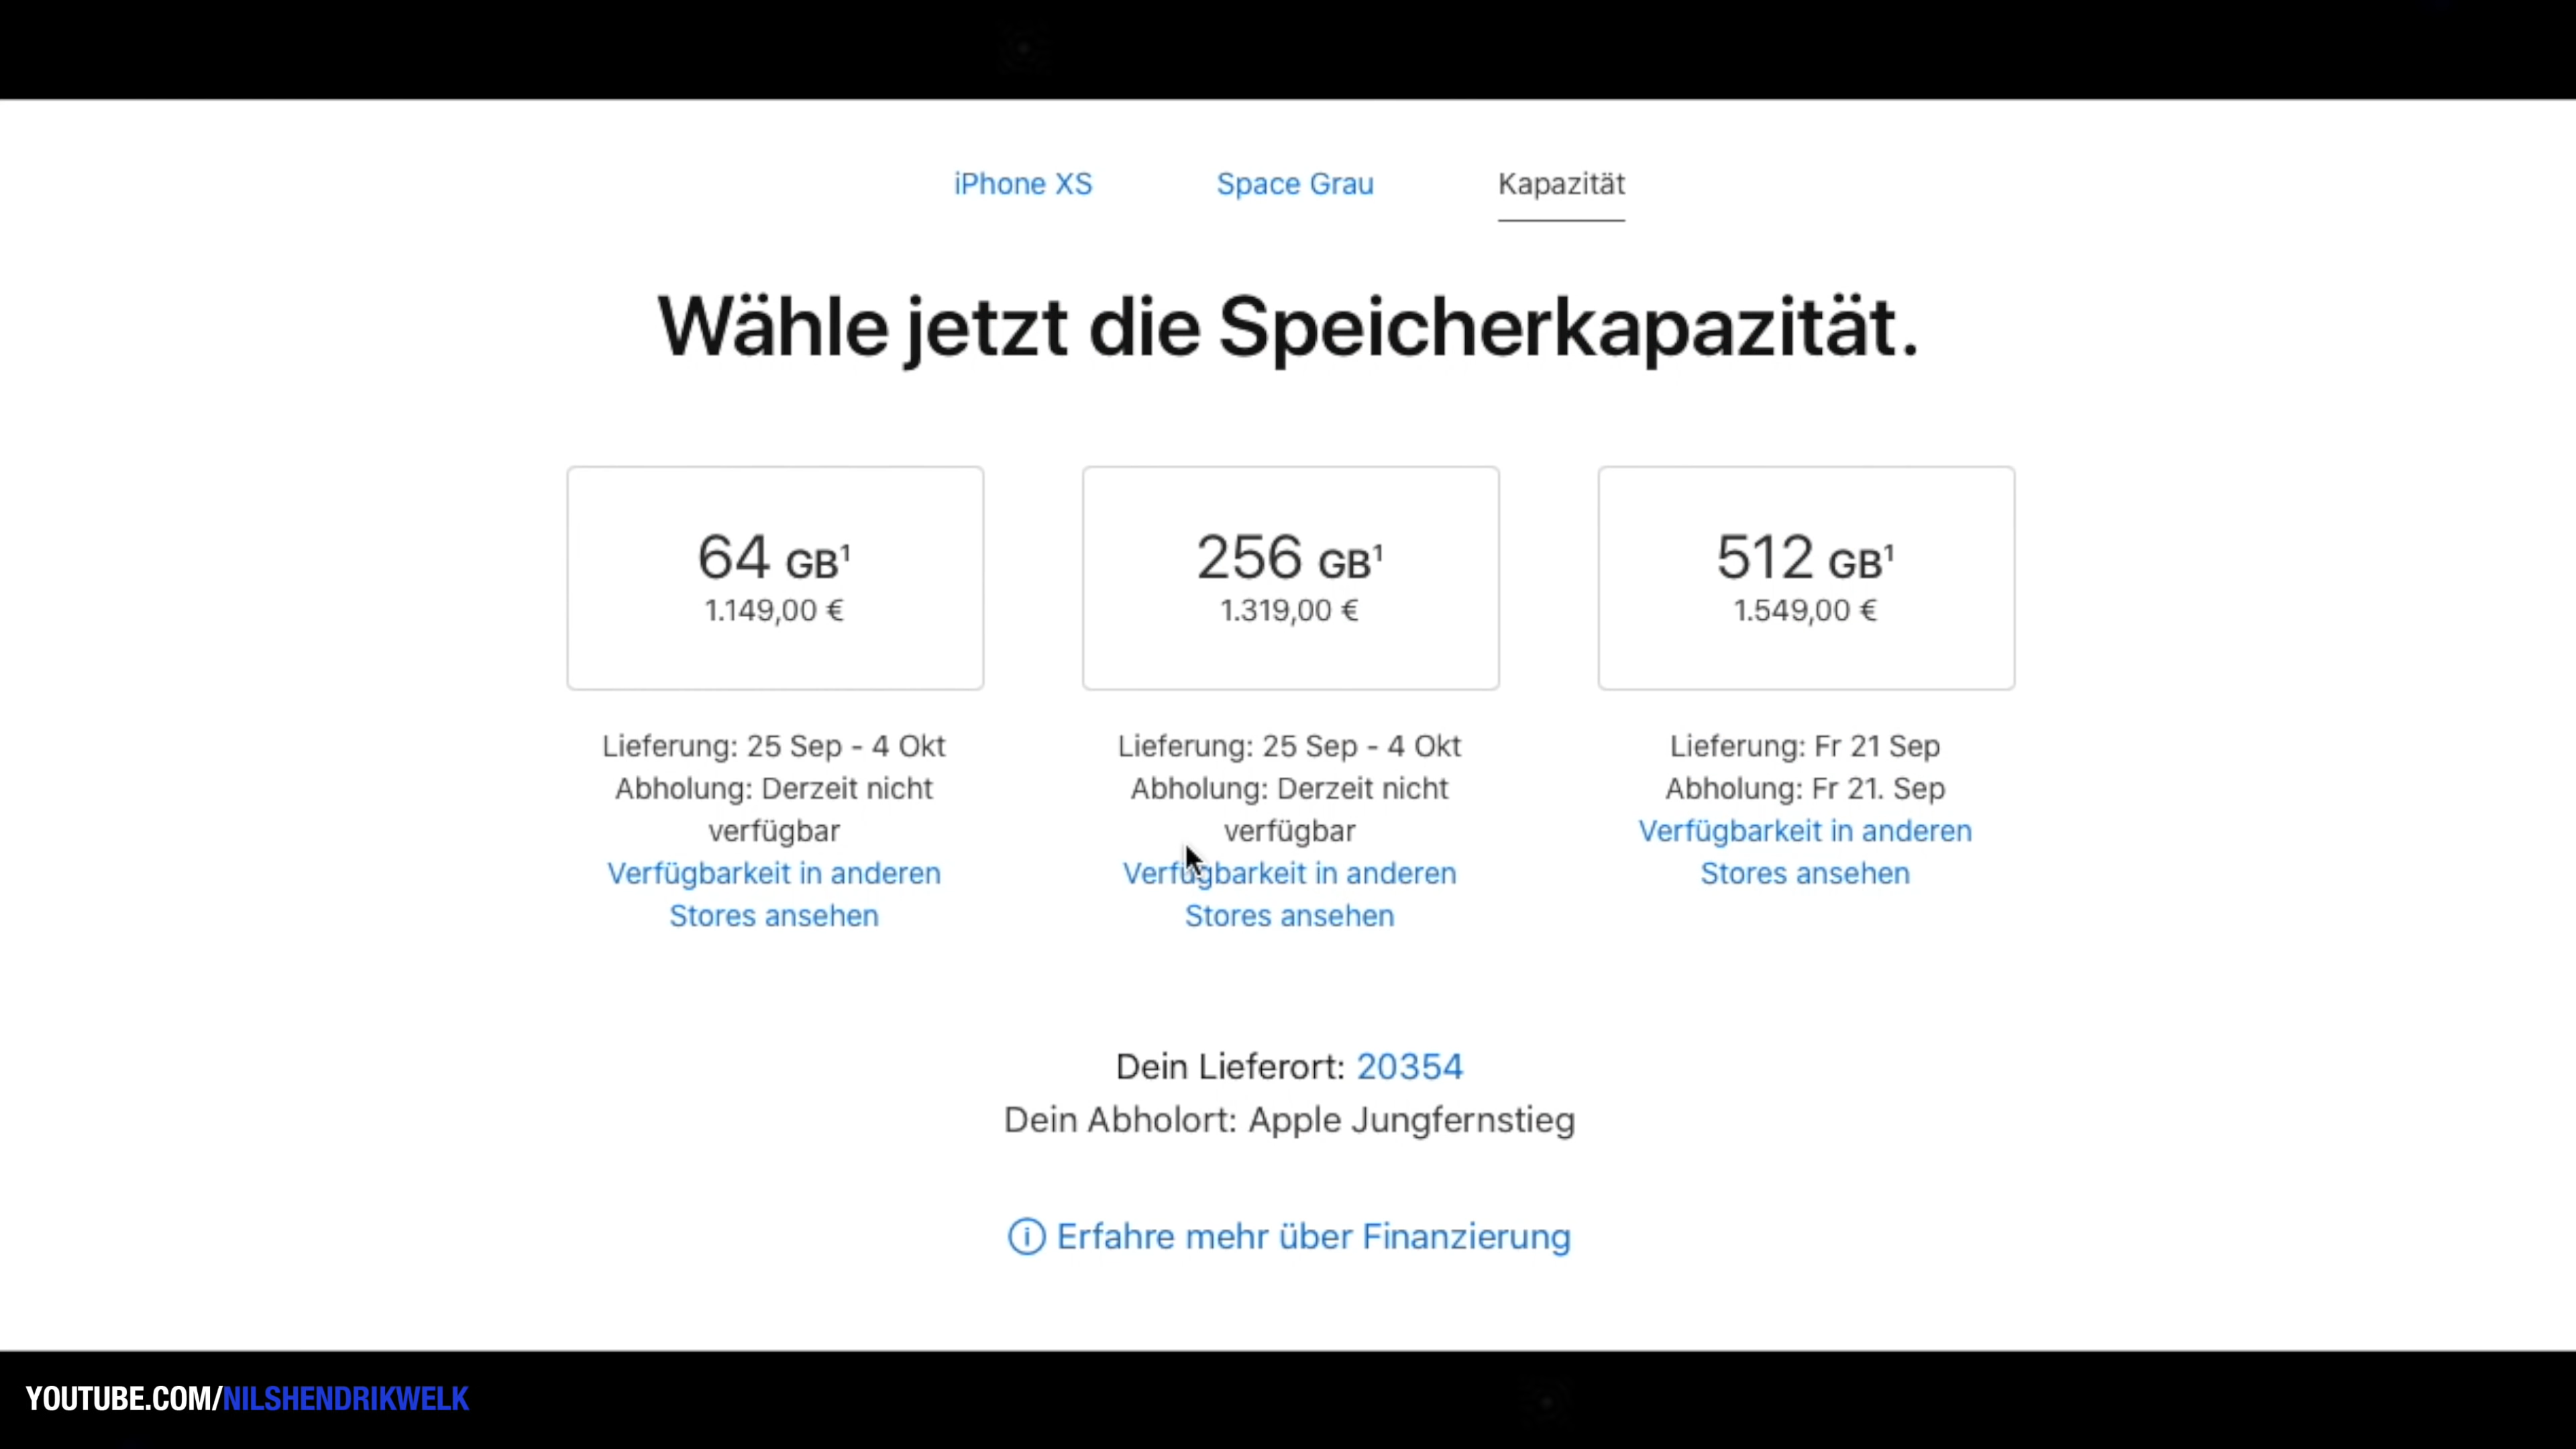 iPhone XS Space Grau Kapazität
Wähle jetzt die Speicherkapazität.
64 GB¹
1.149,00 €
Lieferung: 25 Sep - 4 Okt
Abholung: Derzeit nicht
verfügbar
Verfügbarkeit in anderen
Stores ansehen
256 GB¹
1.319,00 €
Lieferung: 25 Sep - 4 Okt
Abholung: Derzeit nicht
verfügbar
Verfügbarkeit in anderen
Stores ansehen
512 GB¹
1.549,00 €
Lieferung: Fr 21 Sep
Abholung: Fr 21. Sep
Verfügbarkeit in anderen
Stores ansehen
Dein Lieferort: 20354
Dein Abholort: Apple Jungfernstieg
Erfahre mehr über Finanzierung
YOUTUBE.COM/NILSHENDRIKWELK